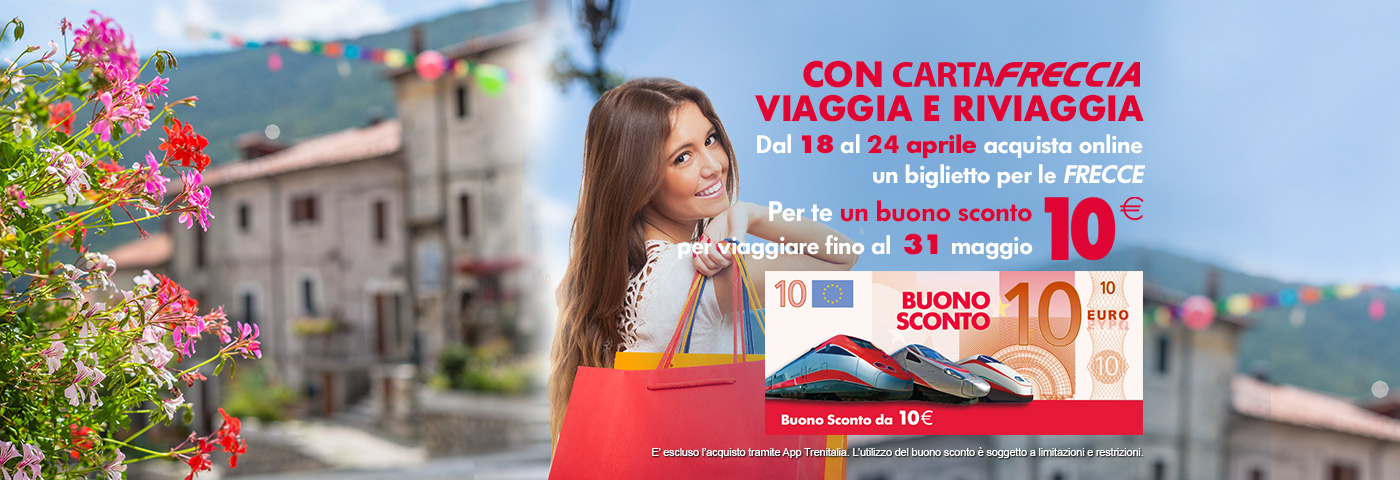 CON CARTAFRECCIA
VIAGGIA E RIVIAGGIA
Dal 18 al 24 aprile acquista online
un biglietto per le FRECCE
Per te un buono sconto 10€
per viaggiare fino al 31 maggio
10
BUONO
SCONTO
10
10
EURO
10
Buono Sconto da 10€
E' escluso l'acquisto tramite App Trenitalia. L'utilizzo del buono sconto è soggetto a limitazioni e restrizioni.